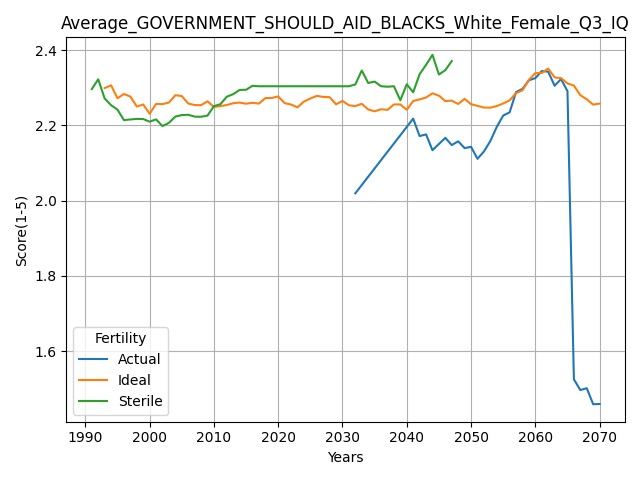 Average_GOVERNMENT_SHOULD_AID_BLACKS_White_Female_Q3_IQ
2.4
2.2
2.0
1.8
1.6
Score(1-5)
Fertility
Actual
Ideal
Sterile
1990 2000 2010 2020 2030 2040 2050 2060 2070
Years